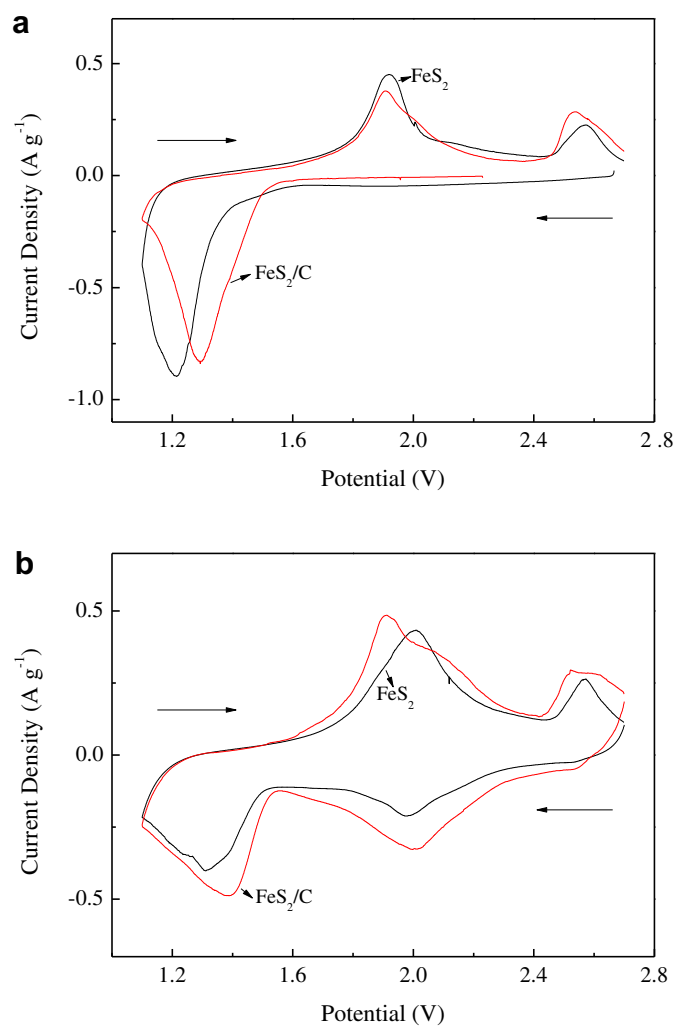 a
0.5
0.0
-0.5
-1.0
Current Density (A g⁻¹)
FeS₂
FeS₂/C
1.2 1.6 2.0 2.4 2.8
Potential (V)
b
0.5
0.0
-0.5
Current Density (A g⁻¹)
FeS₂
FeS₂/C
1.2 1.6 2.0 2.4 2.8
Potential (V)